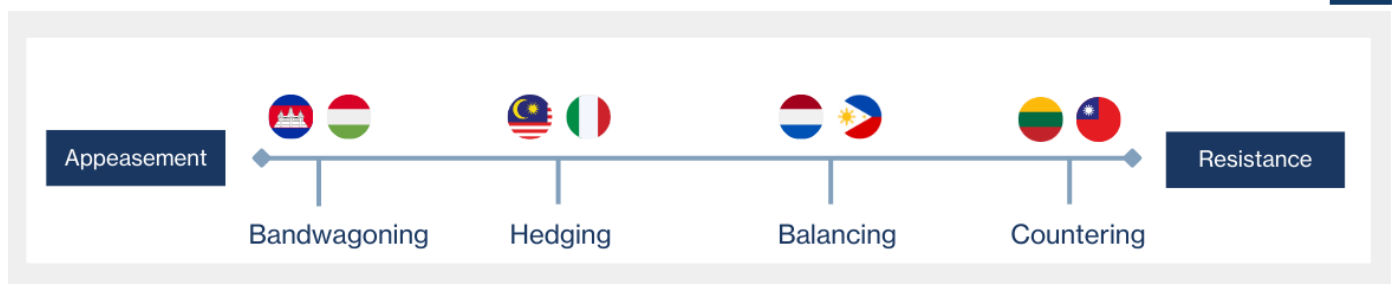 Appeasement
Resistance
Bandwagoning
Hedging
Balancing
Countering